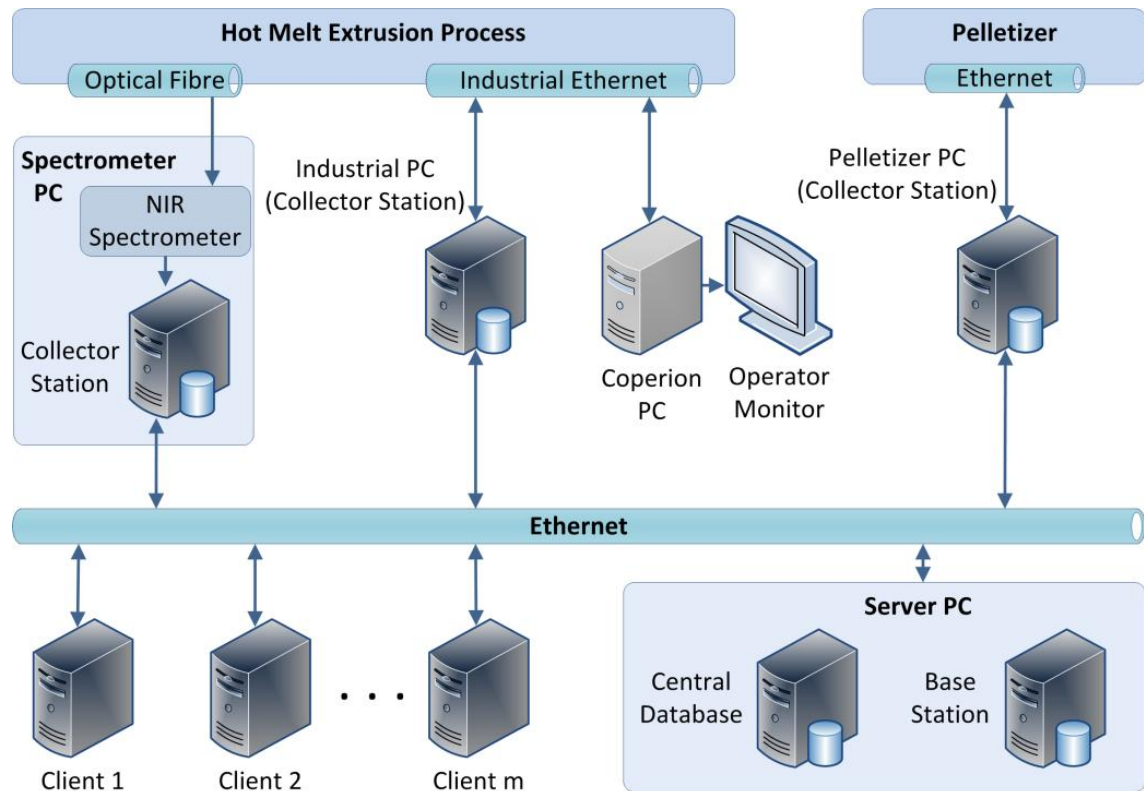 Hot Melt Extrusion Process
Pelletizer
Optical Fibre
Industrial Ethernet
Ethernet
Spectrometer
PC
NIR
Spectrometer
Collector
Station
Industrial PC
(Collector Station)
Coperion
PC
Operator
Monitor
Pelletizer PC
(Collector Station)
Ethernet
Client 1
Client 2
. . .
Client m
Server PC
Central
Database
Base
Station